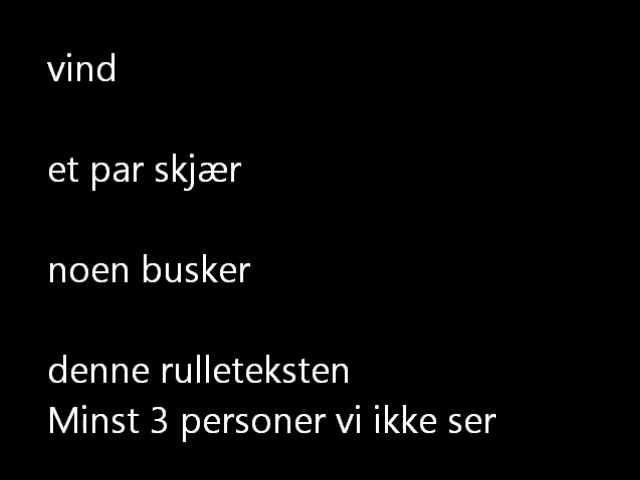 vind
et par skjær
noen busker
denne rulleteksten
Minst 3 personer vi ikke ser